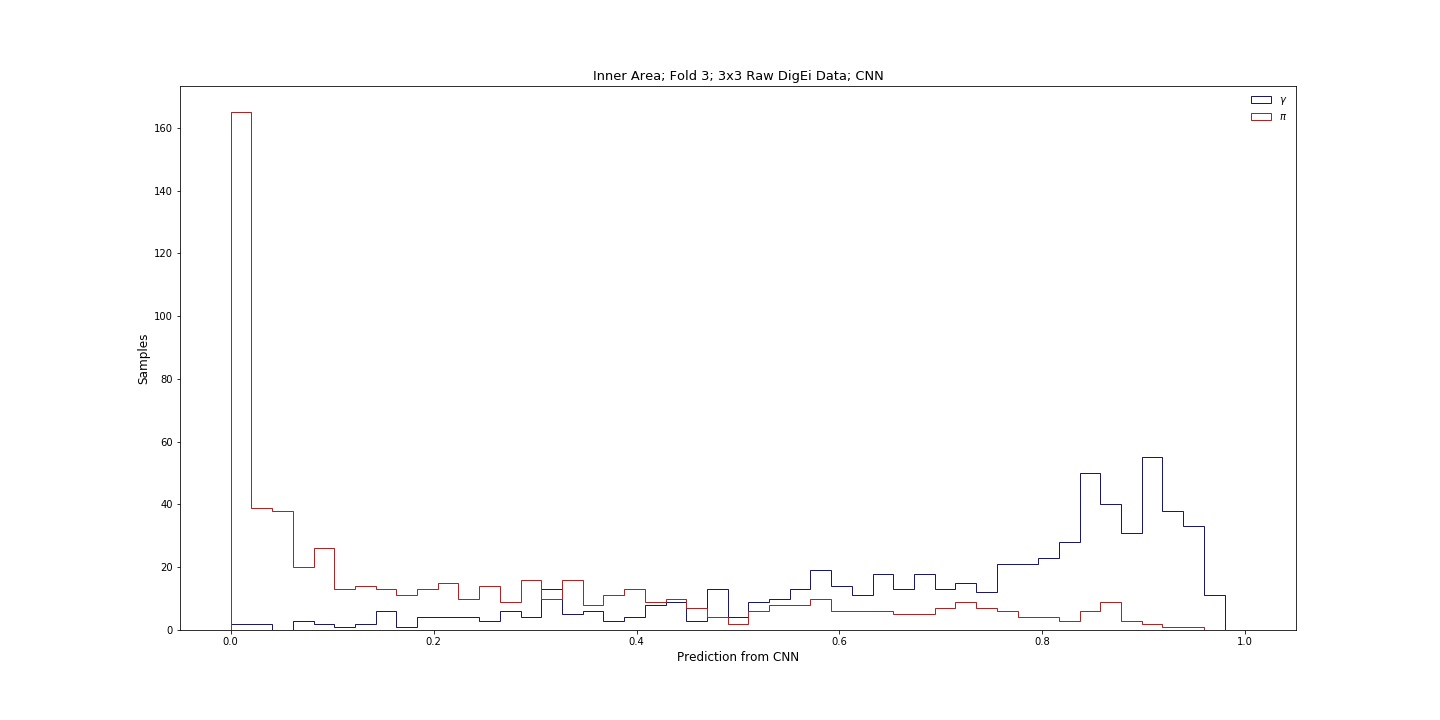 Inner Area; Fold 3; 3x3 Raw DigEi Data; CNN
γ
π
160
140
120
100
80
60
40
20
0
Samples
0.0 0.2 0.4 0.6 0.8 1.0
Prediction from CNN